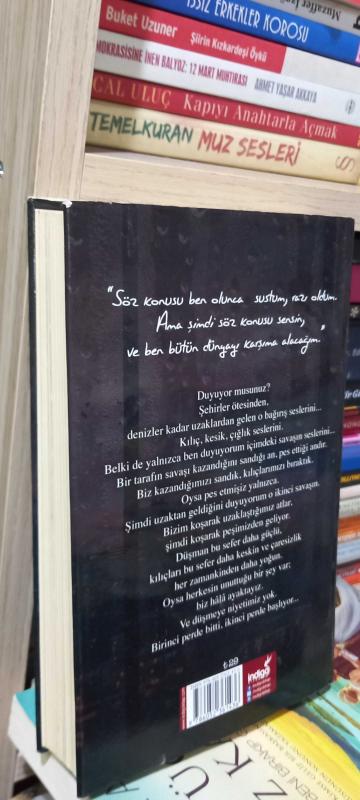 Muzaffer
ISSIZ ERKEKLER KOROSU
Buket Uzuner
Şiirin Kızkardeşi Öykü
MOKRASİSİNE İNEN BALYOZ: 12 MART MUHTIRASI
AHMET YAŞAR AKKAYA
CAL ULUÇ
Kapıyı Anahtarla Açmak
TEMELKURAN
MUZ SESLERİ
"Söz konusu ben olunca sustum, razı oldum.
Ama şimdi söz konusu sensin,
ve ben bütün dünyayı karşıma alacağım."
Duyuyor musunuz?
Şehirler ötesinden,
denizler kadar uzaklardan gelen o bağırış seslerini...
Kılıç, kesik, çığlık seslerini.
Belki de yalnızca ben duyuyorum içimdeki savaşın seslerini...
Bir tarafın savaşı kazandığını sandığı an, pes ettiği andır.
Biz kazandığımızı sandık, kılıçlarımızı bıraktık.
Oysa pes etmişiz yalnızca.
Şimdi uzaktan geldiğini duyuyorum o ikinci savaşın.
Bizim koşarak uzaklaştığımız atlar,
şimdi koşarak peşimizden geliyor.
Düşman bu sefer daha güçlü,
kılıçları bu sefer daha keskin ve çaresizlik
her zamankinden daha yoğun.
Oysa herkesin unuttuğu bir şey var;
biz hâlâ ayaktayız.
Ve düşmeye niyetimiz yok.
Birinci perde bitti, ikinci perde başlıyor...
₺29
indigo